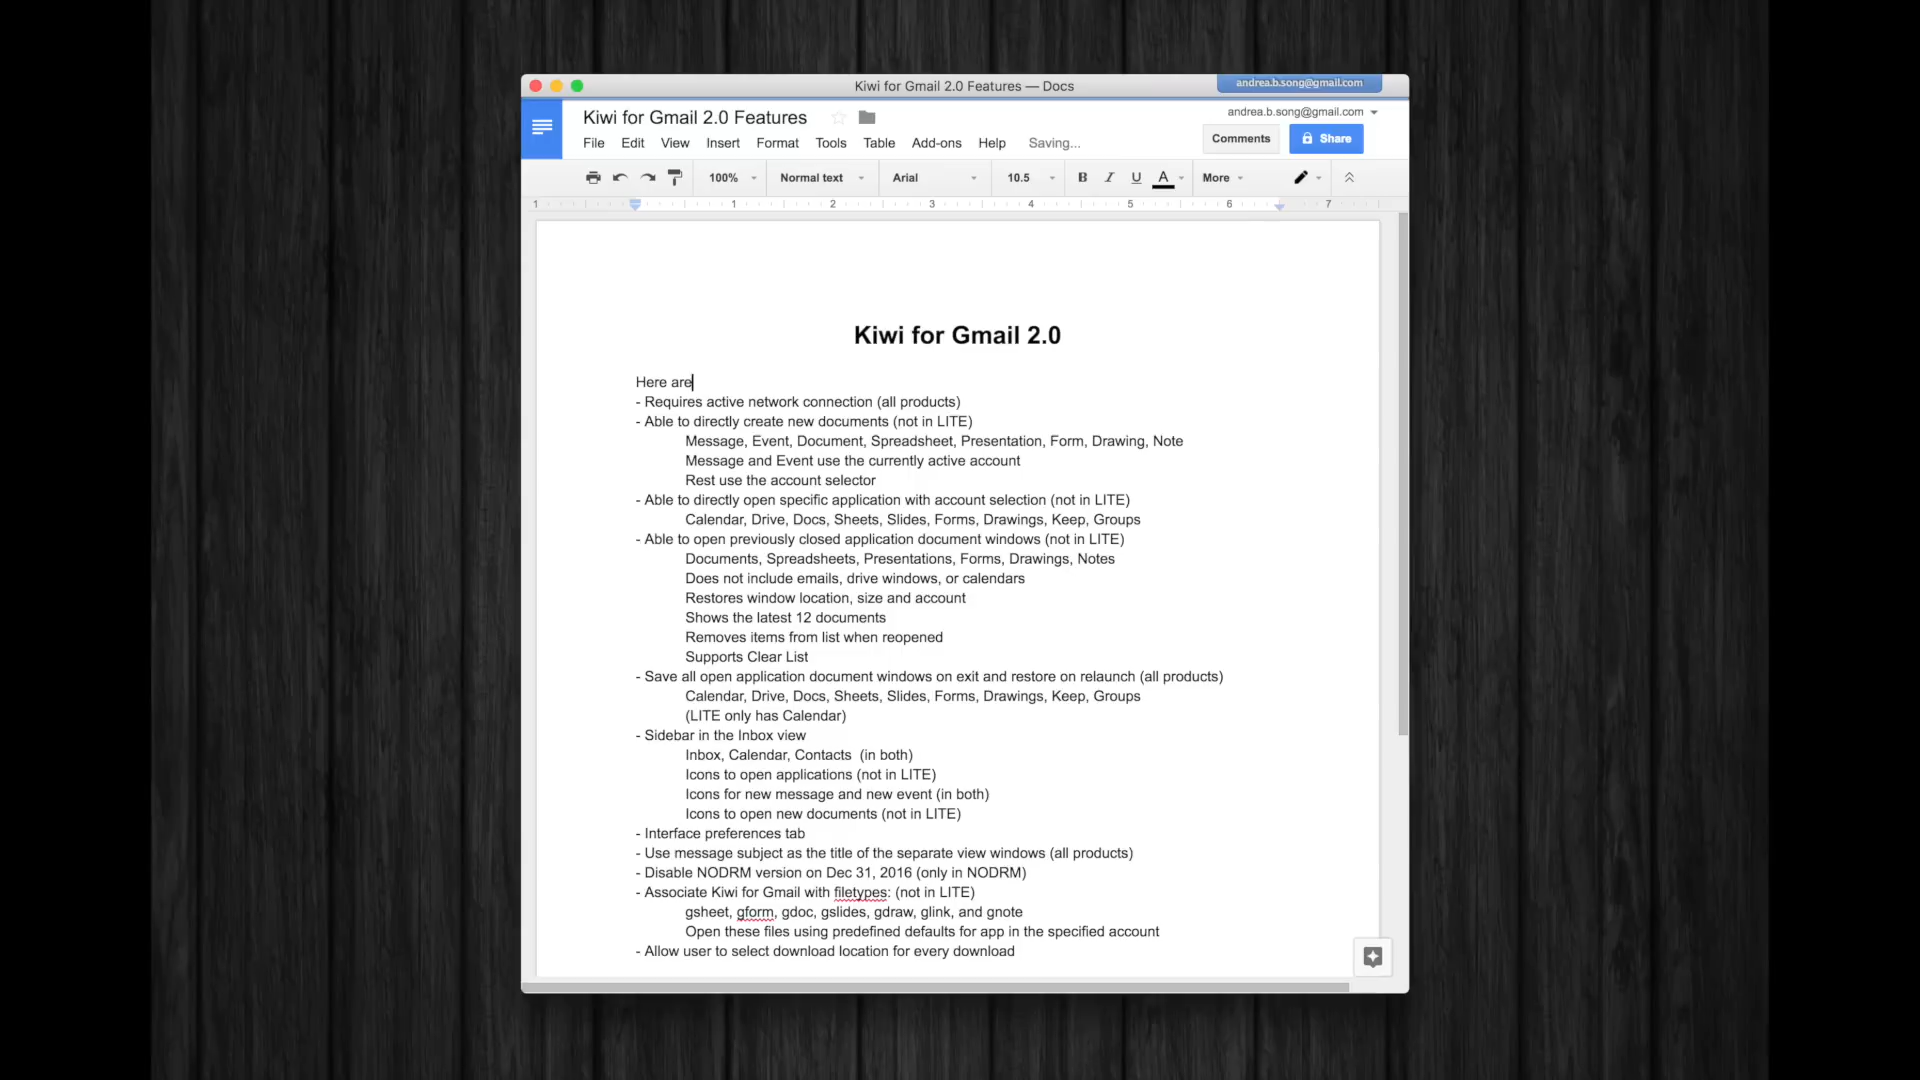 Kiwi for Gmail 2.0 Features — Docs
andrea.b.song@gmail.com
Kiwi for Gmail 2.0 Features
andrea.b.song@gmail.com
File Edit View Insert Format Tools Table Add-ons Help Saving...
Comments
Share
100% Normal text Arial 10.5 B I U A More
1 1 2 3 4 5 6 7
Kiwi for Gmail 2.0
Here are
- Requires active network connection (all products)
- Able to directly create new documents (not in LITE)
Message, Event, Document, Spreadsheet, Presentation, Form, Drawing, Note
Message and Event use the currently active account
Rest use the account selector
- Able to directly open specific application with account selection (not in LITE)
Calendar, Drive, Docs, Sheets, Slides, Forms, Drawings, Keep, Groups
- Able to open previously closed application document windows (not in LITE)
Documents, Spreadsheets, Presentations, Forms, Drawings, Notes
Does not include emails, drive windows, or calendars
Restores window location, size and account
Shows the latest 12 documents
Removes items from list when reopened
Supports Clear List
- Save all open application document windows on exit and restore on relaunch (all products)
Calendar, Drive, Docs, Sheets, Slides, Forms, Drawings, Keep, Groups
(LITE only has Calendar)
- Sidebar in the Inbox view
Inbox, Calendar, Contacts  (in both)
Icons to open applications (not in LITE)
Icons for new message and new event (in both)
Icons to open new documents (not in LITE)
- Interface preferences tab
- Use message subject as the title of the separate view windows (all products)
- Disable NODRM version on Dec 31, 2016 (only in NODRM)
- Associate Kiwi for Gmail with filetypes: (not in LITE)
gsheet, gform, gdoc, gslides, gdraw, glink, and gnote
Open these files using predefined defaults for app in the specified account
- Allow user to select download location for every download